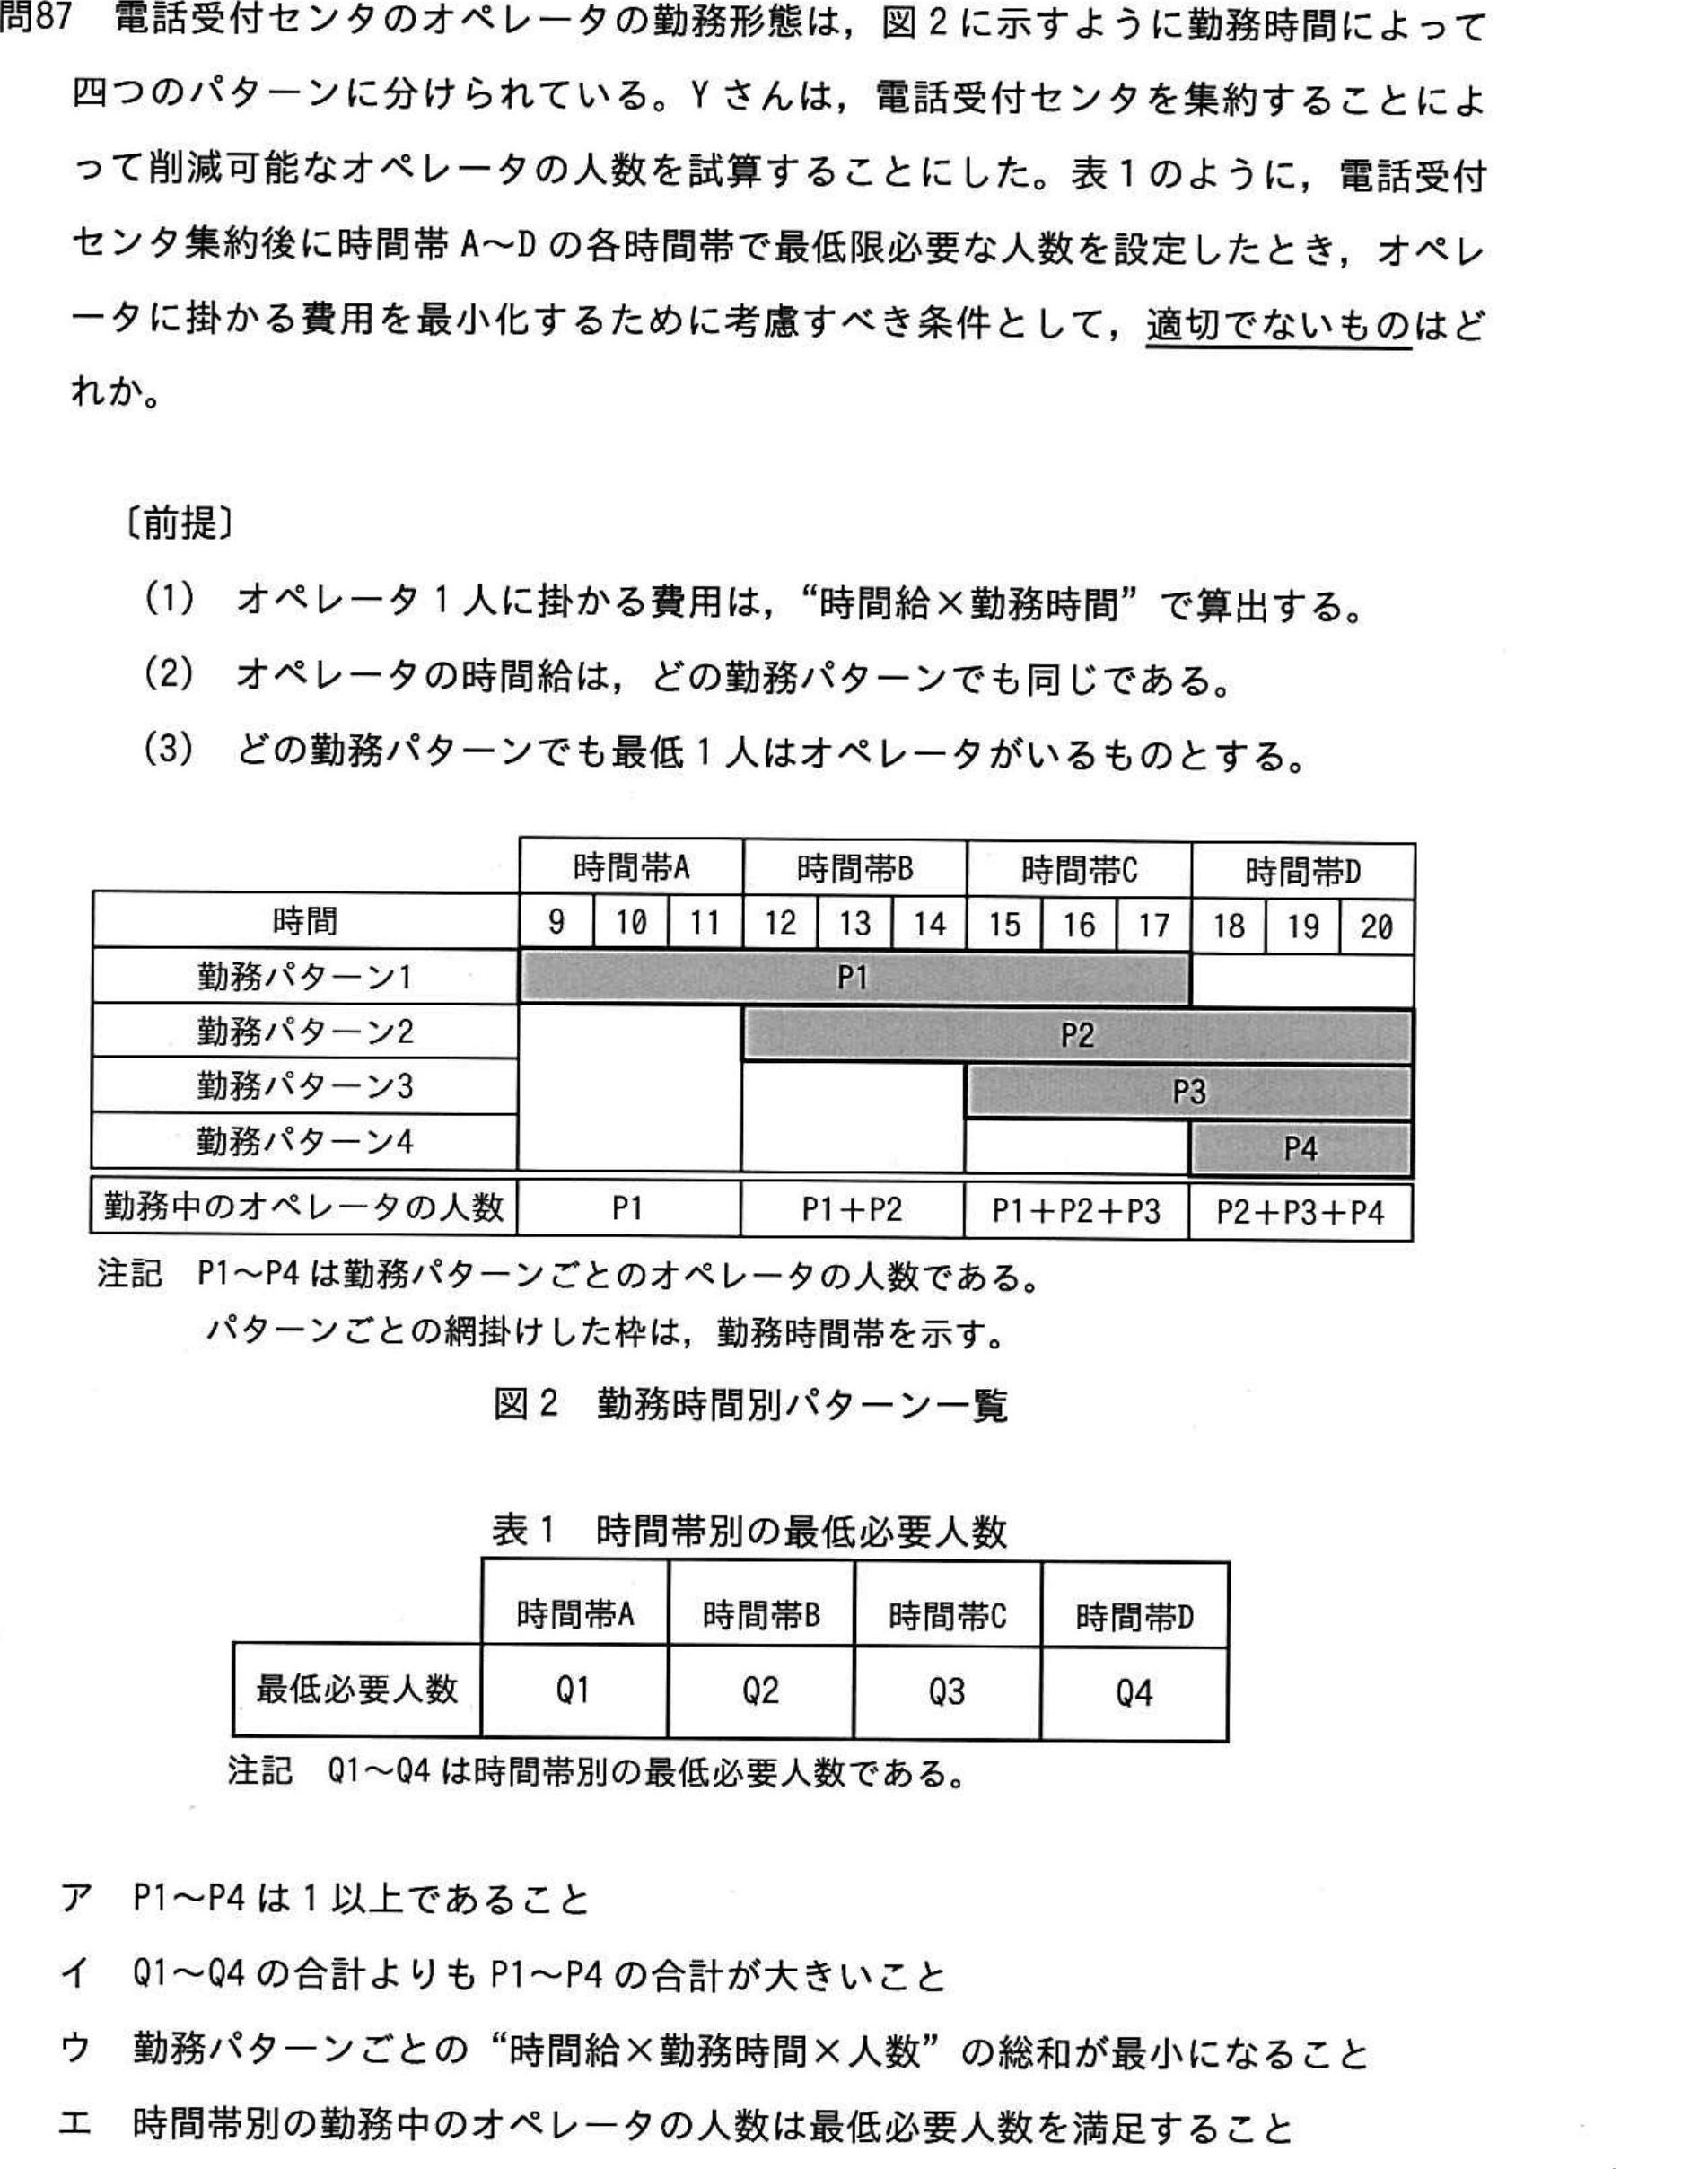 問87 電話受付センタのオペレータの勤務形態は，図2に示すように勤務時間によって
四つのパターンに分けられている。Yさんは，電話受付センタを集約することによ
って削減可能なオペレータの人数を試算することにした。表1のように，電話受付
センタ集約後に時間帯A～Dの各時間帯で最低限必要な人数を設定したとき，オペレ
ータに掛かる費用を最小化するために考慮すべき条件として，適切でないものはど
れか。
〔前提〕
(1) オペレータ1人に掛かる費用は，“時間給×勤務時間”で算出する。
(2) オペレータの時間給は，どの勤務パターンでも同じである。
(3) どの勤務パターンでも最低1人はオペレータがいるものとする。
時間帯A 時間帯B 時間帯C 時間帯D
時間 9 10 11 12 13 14 15 16 17 18 19 20
勤務パターン1 P1
勤務パターン2 P2
勤務パターン3 P3
勤務パターン4 P4
勤務中のオペレータの人数 P1 P1＋P2 P1＋P2＋P3 P2＋P3＋P4
注記 P1～P4は勤務パターンごとのオペレータの人数である。
パターンごとの網掛けした枠は，勤務時間帯を示す。
図2 勤務時間別パターン一覧
表1 時間帯別の最低必要人数
時間帯A 時間帯B 時間帯C 時間帯D
最低必要人数 Q1 Q2 Q3 Q4
注記 Q1～Q4は時間帯別の最低必要人数である。
ア P1～P4は1以上であること
イ Q1～Q4の合計よりもP1～P4の合計が大きいこと
ウ 勤務パターンごとの“時間給×勤務時間×人数”の総和が最小になること
エ 時間帯別の勤務中のオペレータの人数は最低必要人数を満足すること